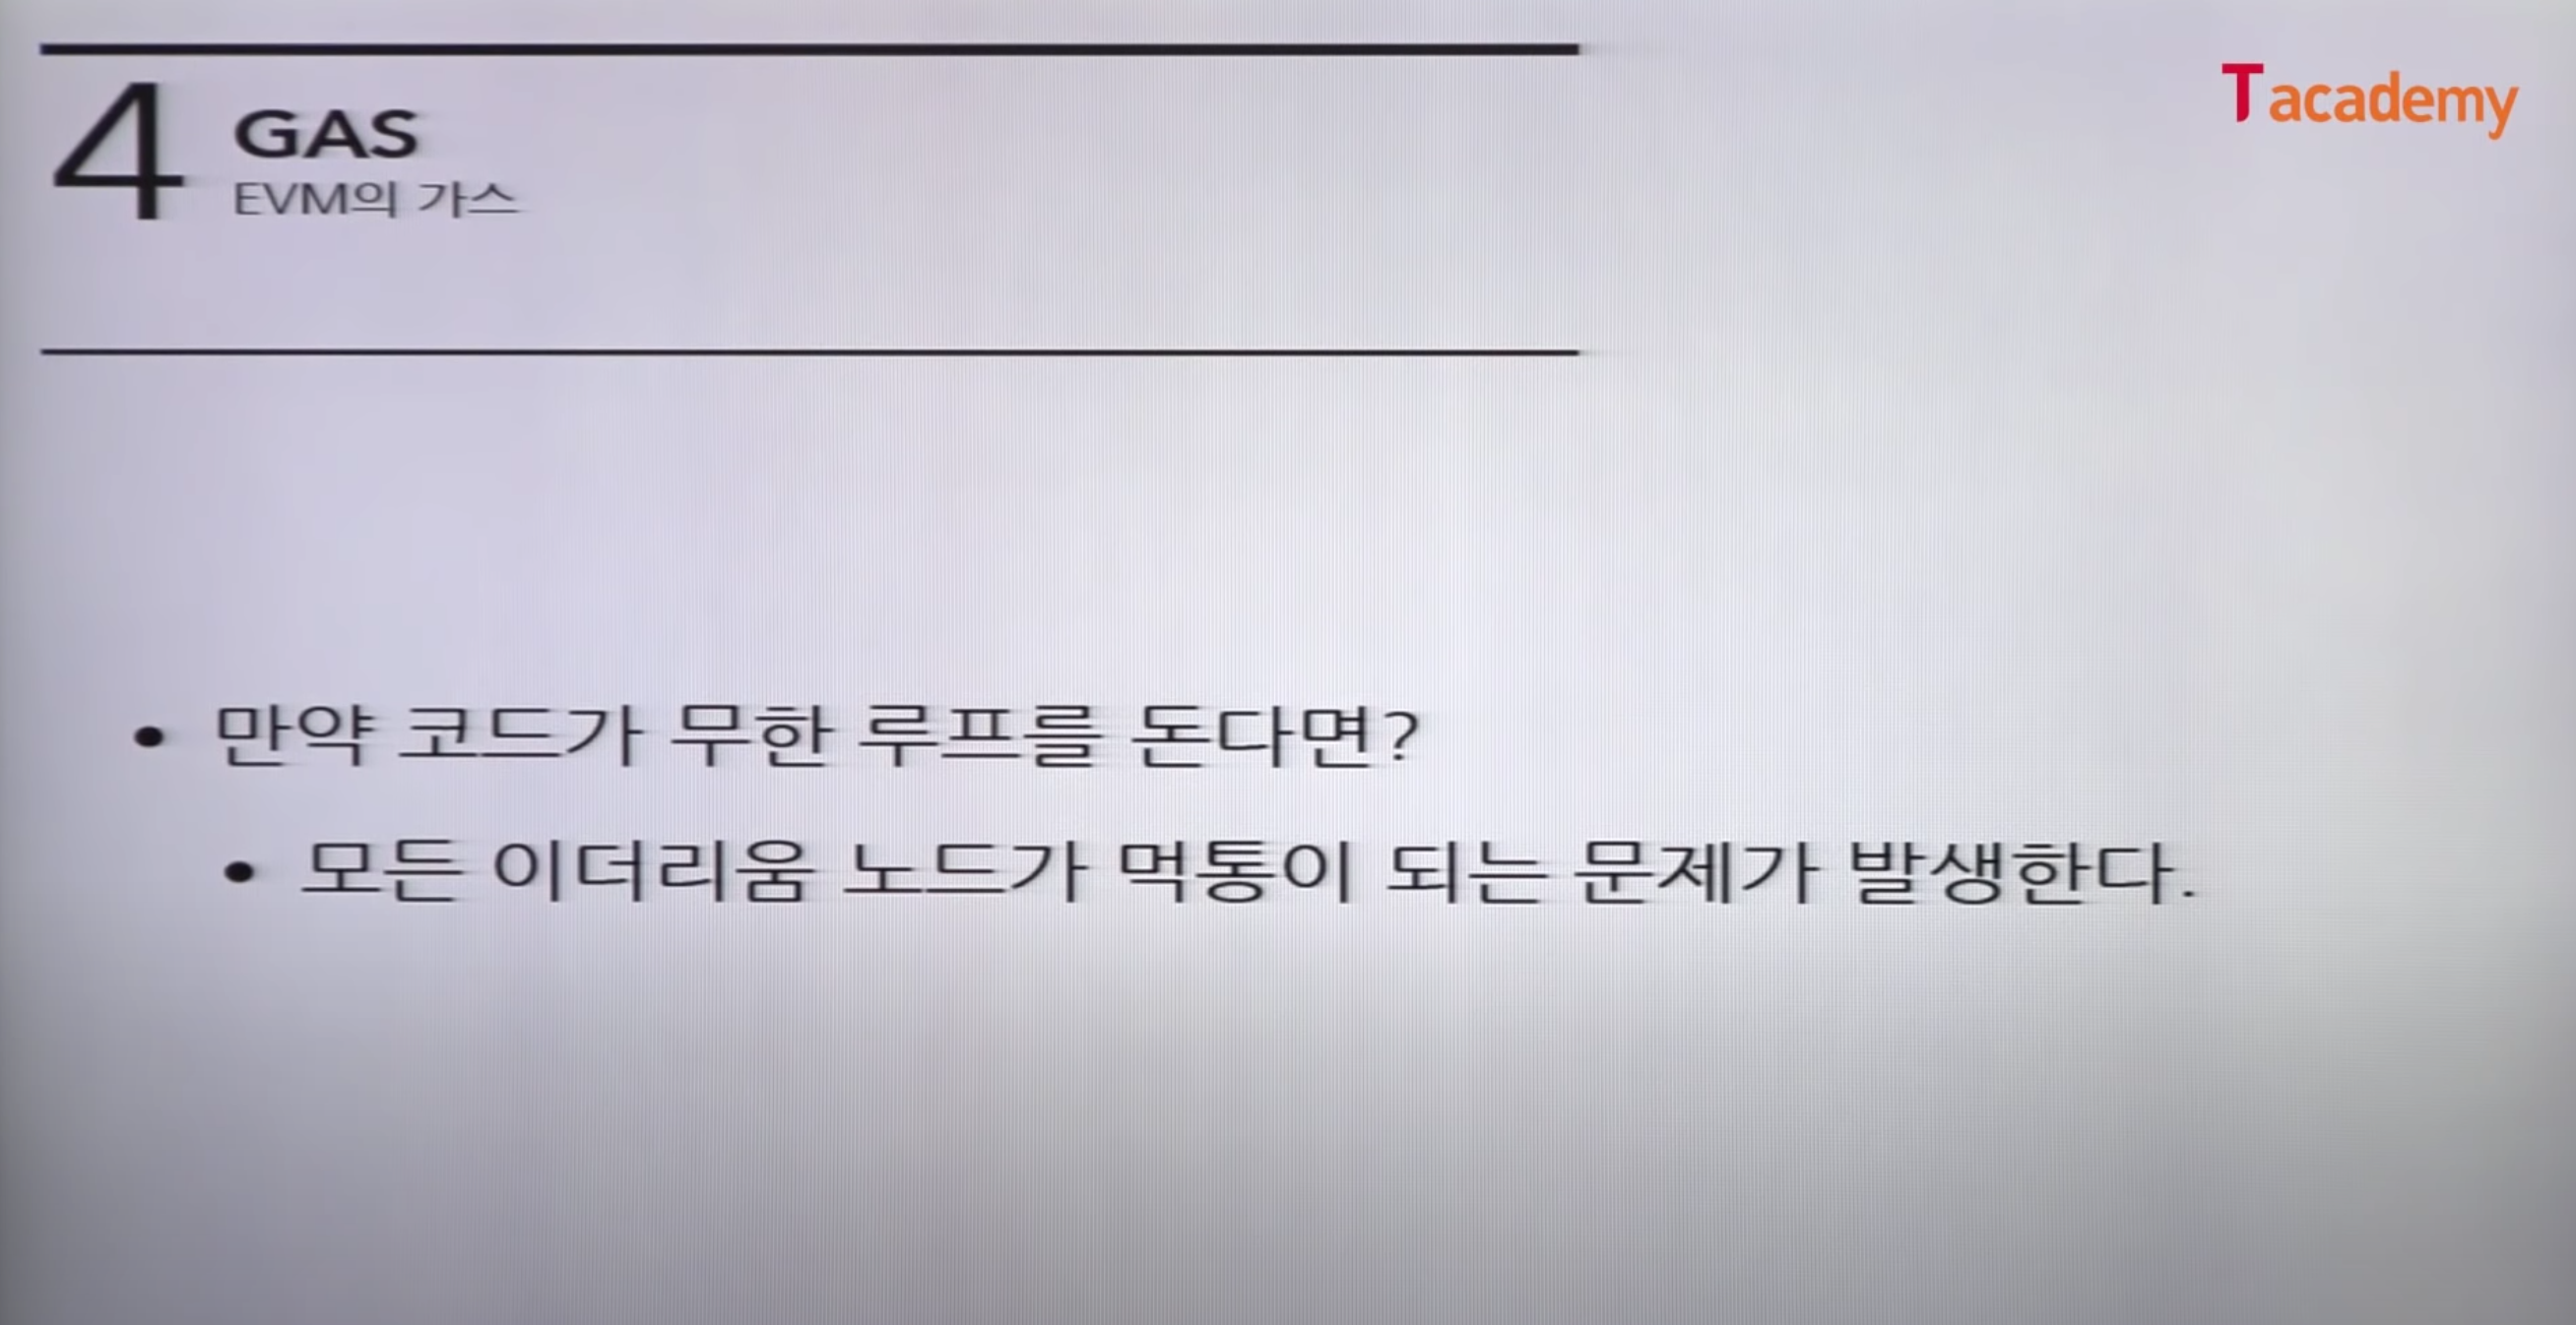 4 GAS
EVM의 가스
T academy
• 만약 코드가 무한 루프를 돈다면?
• 모든 이더리움 노드가 먹통이 되는 문제가 발생한다.